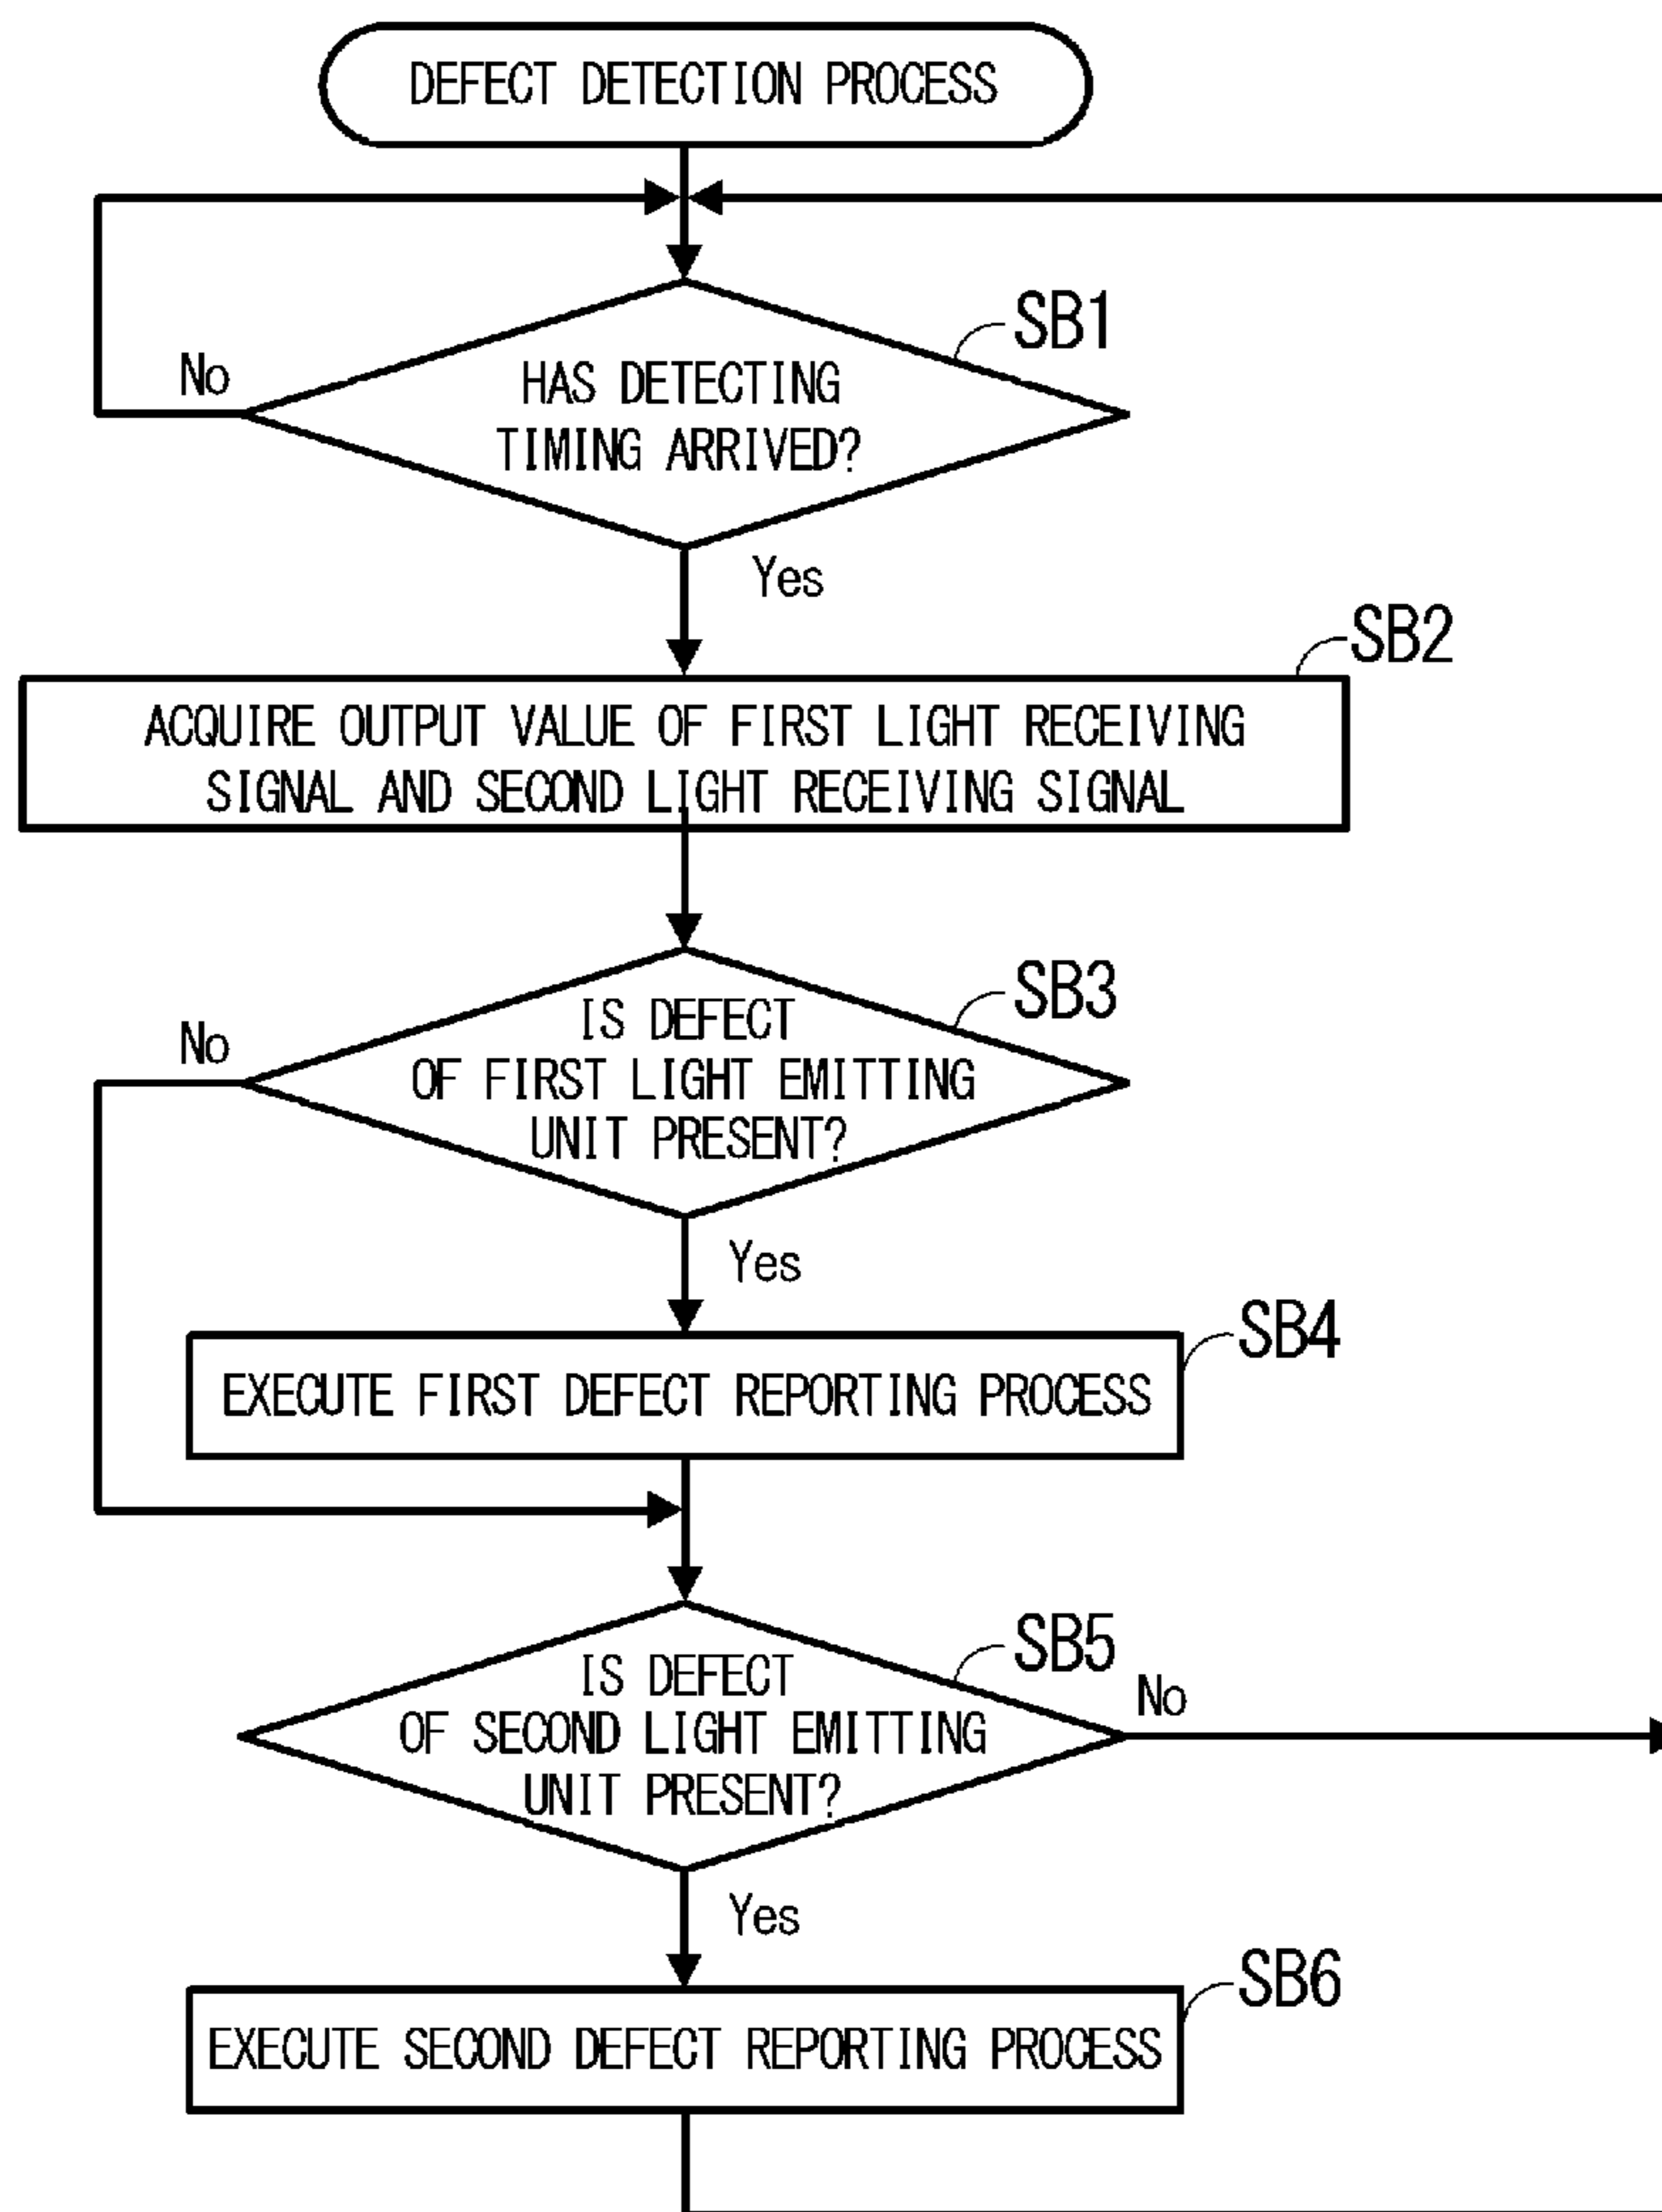 DEFECT DETECTION PROCESS
SB1
No
HAS DETECTING
TIMING ARRIVED?
Yes
SB2
ACQUIRE OUTPUT VALUE OF FIRST LIGHT RECEIVING
SIGNAL AND SECOND LIGHT RECEIVING SIGNAL
SB3
No
IS DEFECT
OF FIRST LIGHT EMITTING
UNIT PRESENT?
Yes
SB4
EXECUTE FIRST DEFECT REPORTING PROCESS
SB5
IS DEFECT
No
OF SECOND LIGHT EMITTING
UNIT PRESENT?
Yes
SB6
EXECUTE SECOND DEFECT REPORTING PROCESS